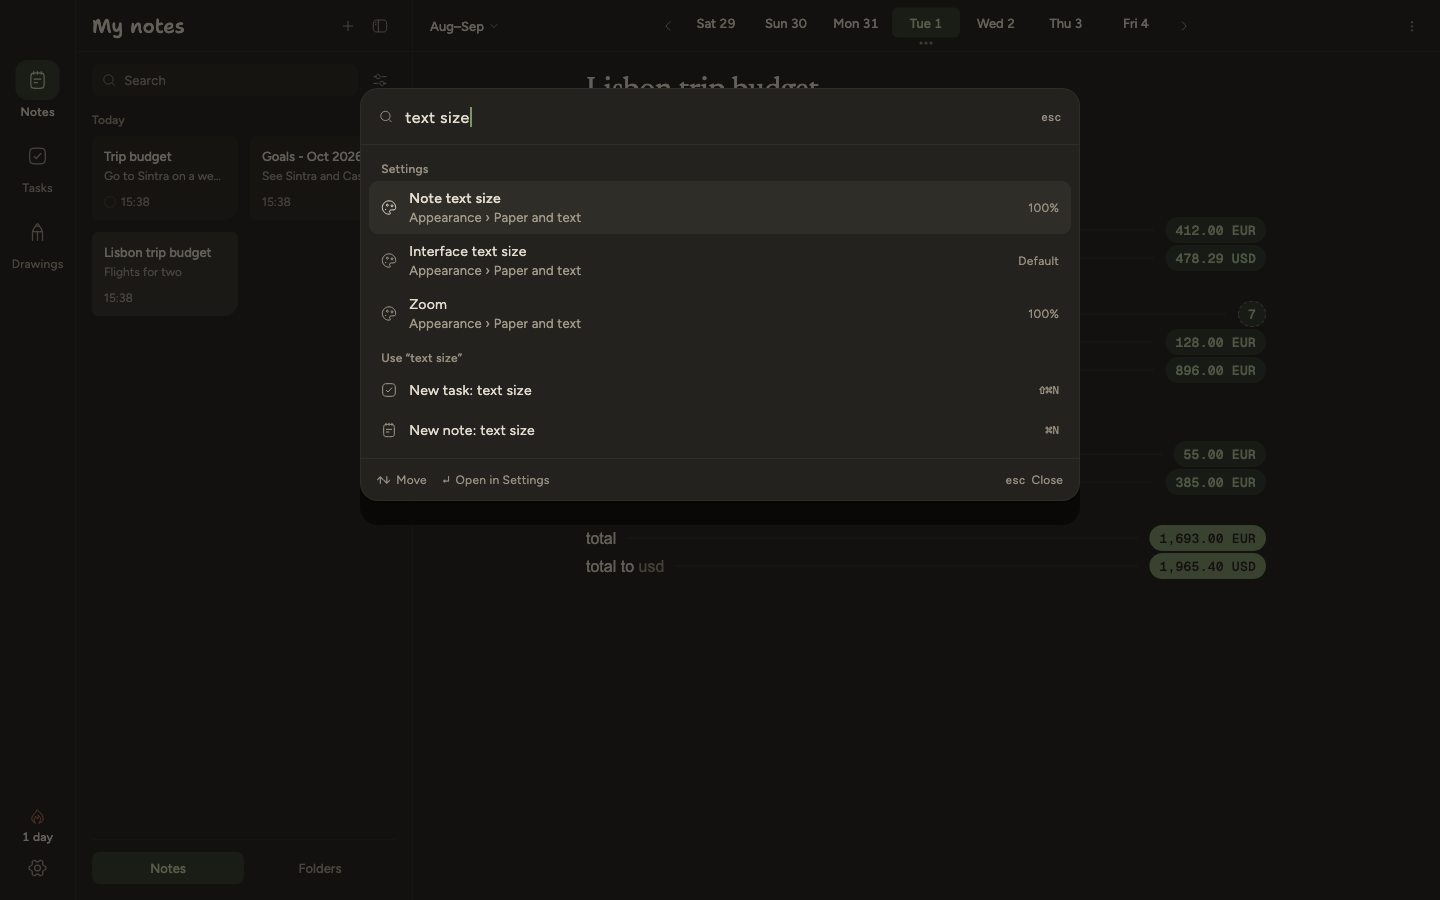 My notes
Aug–Sep
Sat 29
Sun 30
Mon 31
Tue 1
Wed 2
Thu 3
Fri 4
Notes
Tasks
Drawings
1 day
Search
Today
Trip budget
Go to Sintra on a we...
15:38
Goals - Oct 2026
See Sintra and Cas
15:38
Lisbon trip budget
Flights for two
15:38
Notes
Folders
Lisbon trip budget
text size
esc
Settings
Note text size
Appearance › Paper and text
100%
Interface text size
Appearance › Paper and text
Default
Zoom
Appearance › Paper and text
100%
Use “text size”
New task: text size
⇧⌘N
New note: text size
⌘N
↑↓ Move
↵ Open in Settings
esc Close
412.00 EUR
478.29 USD
7
128.00 EUR
896.00 EUR
55.00 EUR
385.00 EUR
total
1,693.00 EUR
total to usd
1,965.40 USD